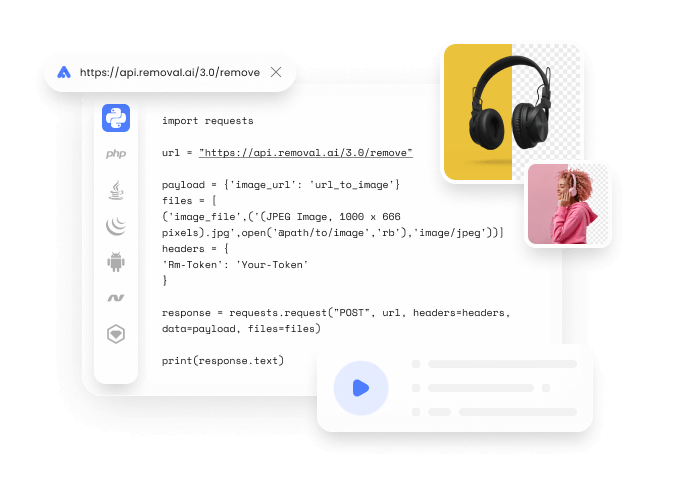 https://api.removal.ai/3.0/remove
php
import requests
url = "https://api.removal.ai/3.0/remove"
payload = {'image_url': 'url_to_image'}
files = [
('image_file',('(JPEG Image, 1000 x 666
pixels).jpg',open('@path/to/image','rb'),'image/jpeg'))]
headers = {
'Rm-Token': 'Your-Token'
}
response = requests.request("POST", url, headers=headers,
data=payload, files=files)
print(response.text)